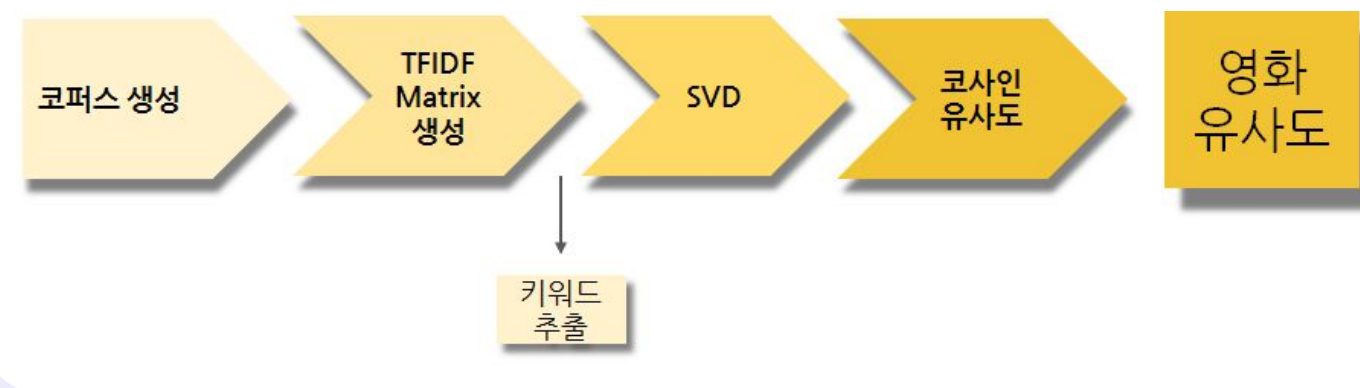 코퍼스 생성
TFIDF
Matrix
생성
SVD
코사인
유사도
영화
유사도
키워드
추출